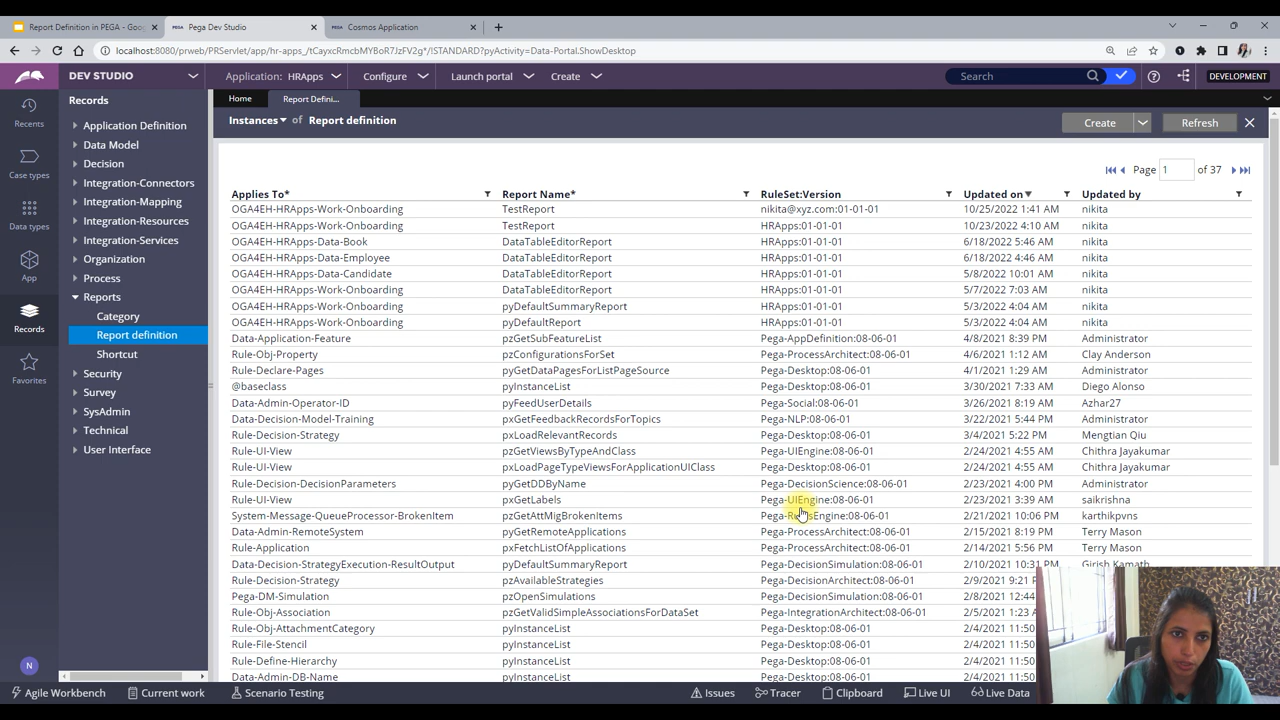 Report Definition in PEGA - Goo
Pega Dev Studio
Cosmos Application
localhost:8080/prweb/PRServlet/app/hr-apps_/tCayxcRmcbMYBoR7JzFV2g*/!STANDARD?pyActivity=Data-Portal.ShowDesktop
DEV STUDIO
Application: HRApps
Configure
Launch portal
Create
Search
DEVELOPMENT
Recents
Case types
Data types
App
Records
Favorites
N
Records
Application Definition
Data Model
Decision
Integration-Connectors
Integration-Mapping
Integration-Resources
Integration-Services
Organization
Process
Reports
Category
Report definition
Shortcut
Security
Survey
SysAdmin
Technical
User Interface
Home Report Defini...
Instances of Report definition
Create Refresh
Page 1 of 37
Applies To* Report Name* RuleSet:Version Updated on Updated by
OGA4EH-HRApps-Work-Onboarding TestReport nikita@xyz.com:01-01-01 10/25/2022 1:41 AM nikita
OGA4EH-HRApps-Work-Onboarding TestReport HRApps:01-01-01 10/23/2022 4:10 AM nikita
OGA4EH-HRApps-Data-Book DataTableEditorReport HRApps:01-01-01 6/18/2022 5:46 AM nikita
OGA4EH-HRApps-Data-Employee DataTableEditorReport HRApps:01-01-01 6/18/2022 4:46 AM nikita
OGA4EH-HRApps-Data-Candidate DataTableEditorReport HRApps:01-01-01 5/8/2022 10:01 AM nikita
OGA4EH-HRApps-Work-Onboarding DataTableEditorReport HRApps:01-01-01 5/7/2022 7:03 AM nikita
OGA4EH-HRApps-Work-Onboarding pyDefaultSummaryReport HRApps:01-01-01 5/3/2022 4:04 AM nikita
OGA4EH-HRApps-Work-Onboarding pyDefaultReport HRApps:01-01-01 5/3/2022 4:04 AM nikita
Data-Application-Feature pzGetSubFeatureList Pega-AppDefinition:08-06-01 4/8/2021 8:39 PM Administrator
Rule-Obj-Property pzConfigurationsForSet Pega-ProcessArchitect:08-06-01 4/6/2021 1:12 AM Clay Anderson
Rule-Declare-Pages pyGetDataPagesForListPageSource Pega-Desktop:08-06-01 4/1/2021 1:29 AM Administrator
@baseclass pyInstanceList Pega-Desktop:08-06-01 3/30/2021 7:33 AM Diego Alonso
Data-Admin-Operator-ID pyFeedUserDetails Pega-Social:08-06-01 3/26/2021 8:19 AM Azhar27
Data-Decision-Model-Training pxGetFeedbackRecordsForTopics Pega-NLP:08-06-01 3/22/2021 5:44 PM Administrator
Rule-Decision-Strategy pxLoadRelevantRecords Pega-Desktop:08-06-01 3/4/2021 5:22 PM Mengtian Qiu
Rule-UI-View pzGetViewsByTypeAndClass Pega-UIEngine:08-06-01 2/24/2021 4:55 AM Chithra Jayakumar
Rule-UI-View pxLoadPageTypeViewsForApplicationUIClass Pega-Desktop:08-06-01 2/24/2021 4:55 AM Chithra Jayakumar
Rule-Decision-DecisionParameters pyGetDDByName Pega-DecisionScience:08-06-01 2/23/2021 4:00 PM Administrator
Rule-UI-View pxGetLabels Pega-UIEngine:08-06-01 2/23/2021 3:39 AM saikrishna
System-Message-QueueProcessor-BrokenItem pzGetAttMigBrokenItems 2/21/2021 10:06 PM karthikpvns
Data-Admin-RemoteSystem pyGetRemoteApplications Pega-ProcessArchitect:08-06-01 2/15/2021 8:19 PM Terry Mason
Rule-Application pxFetchListOfApplications Pega-ProcessArchitect:08-06-01 2/14/2021 5:56 PM Terry Mason
Data-Decision-StrategyExecution-ResultOutput pyDefaultSummaryReport Pega-DecisionSimulation:08-06-01 2/10/2021 10:31 PM Girish Kamath
Rule-Decision-Strategy pzAvailableStrategies Pega-DecisionArchitect:08-06-01 2/9/2021 9:21
Pega-DM-Simulation pzOpenSimulations Pega-DecisionSimulation:08-06-01 2/8/2021 12:44
Rule-Obj-Association pzGetValidSimpleAssociationsForDataSet Pega-IntegrationArchitect:08-06-01 2/5/2021 1:23
Rule-Obj-AttachmentCategory pyInstanceList Pega-Desktop:08-06-01 2/4/2021 11:50
Rule-File-Stencil pyInstanceList Pega-Desktop:08-06-01 2/4/2021 11:50
Rule-Define-Hierarchy pyInstanceList Pega-Desktop:08-06-01 2/4/2021 11:50
Data-Admin-DB-Name pyInstanceList Pega-Desktop:08-06-01 2/4/2021 11:50
Agile Workbench Current work Scenario Testing Issues Tracer Clipboard Live UI Live Data